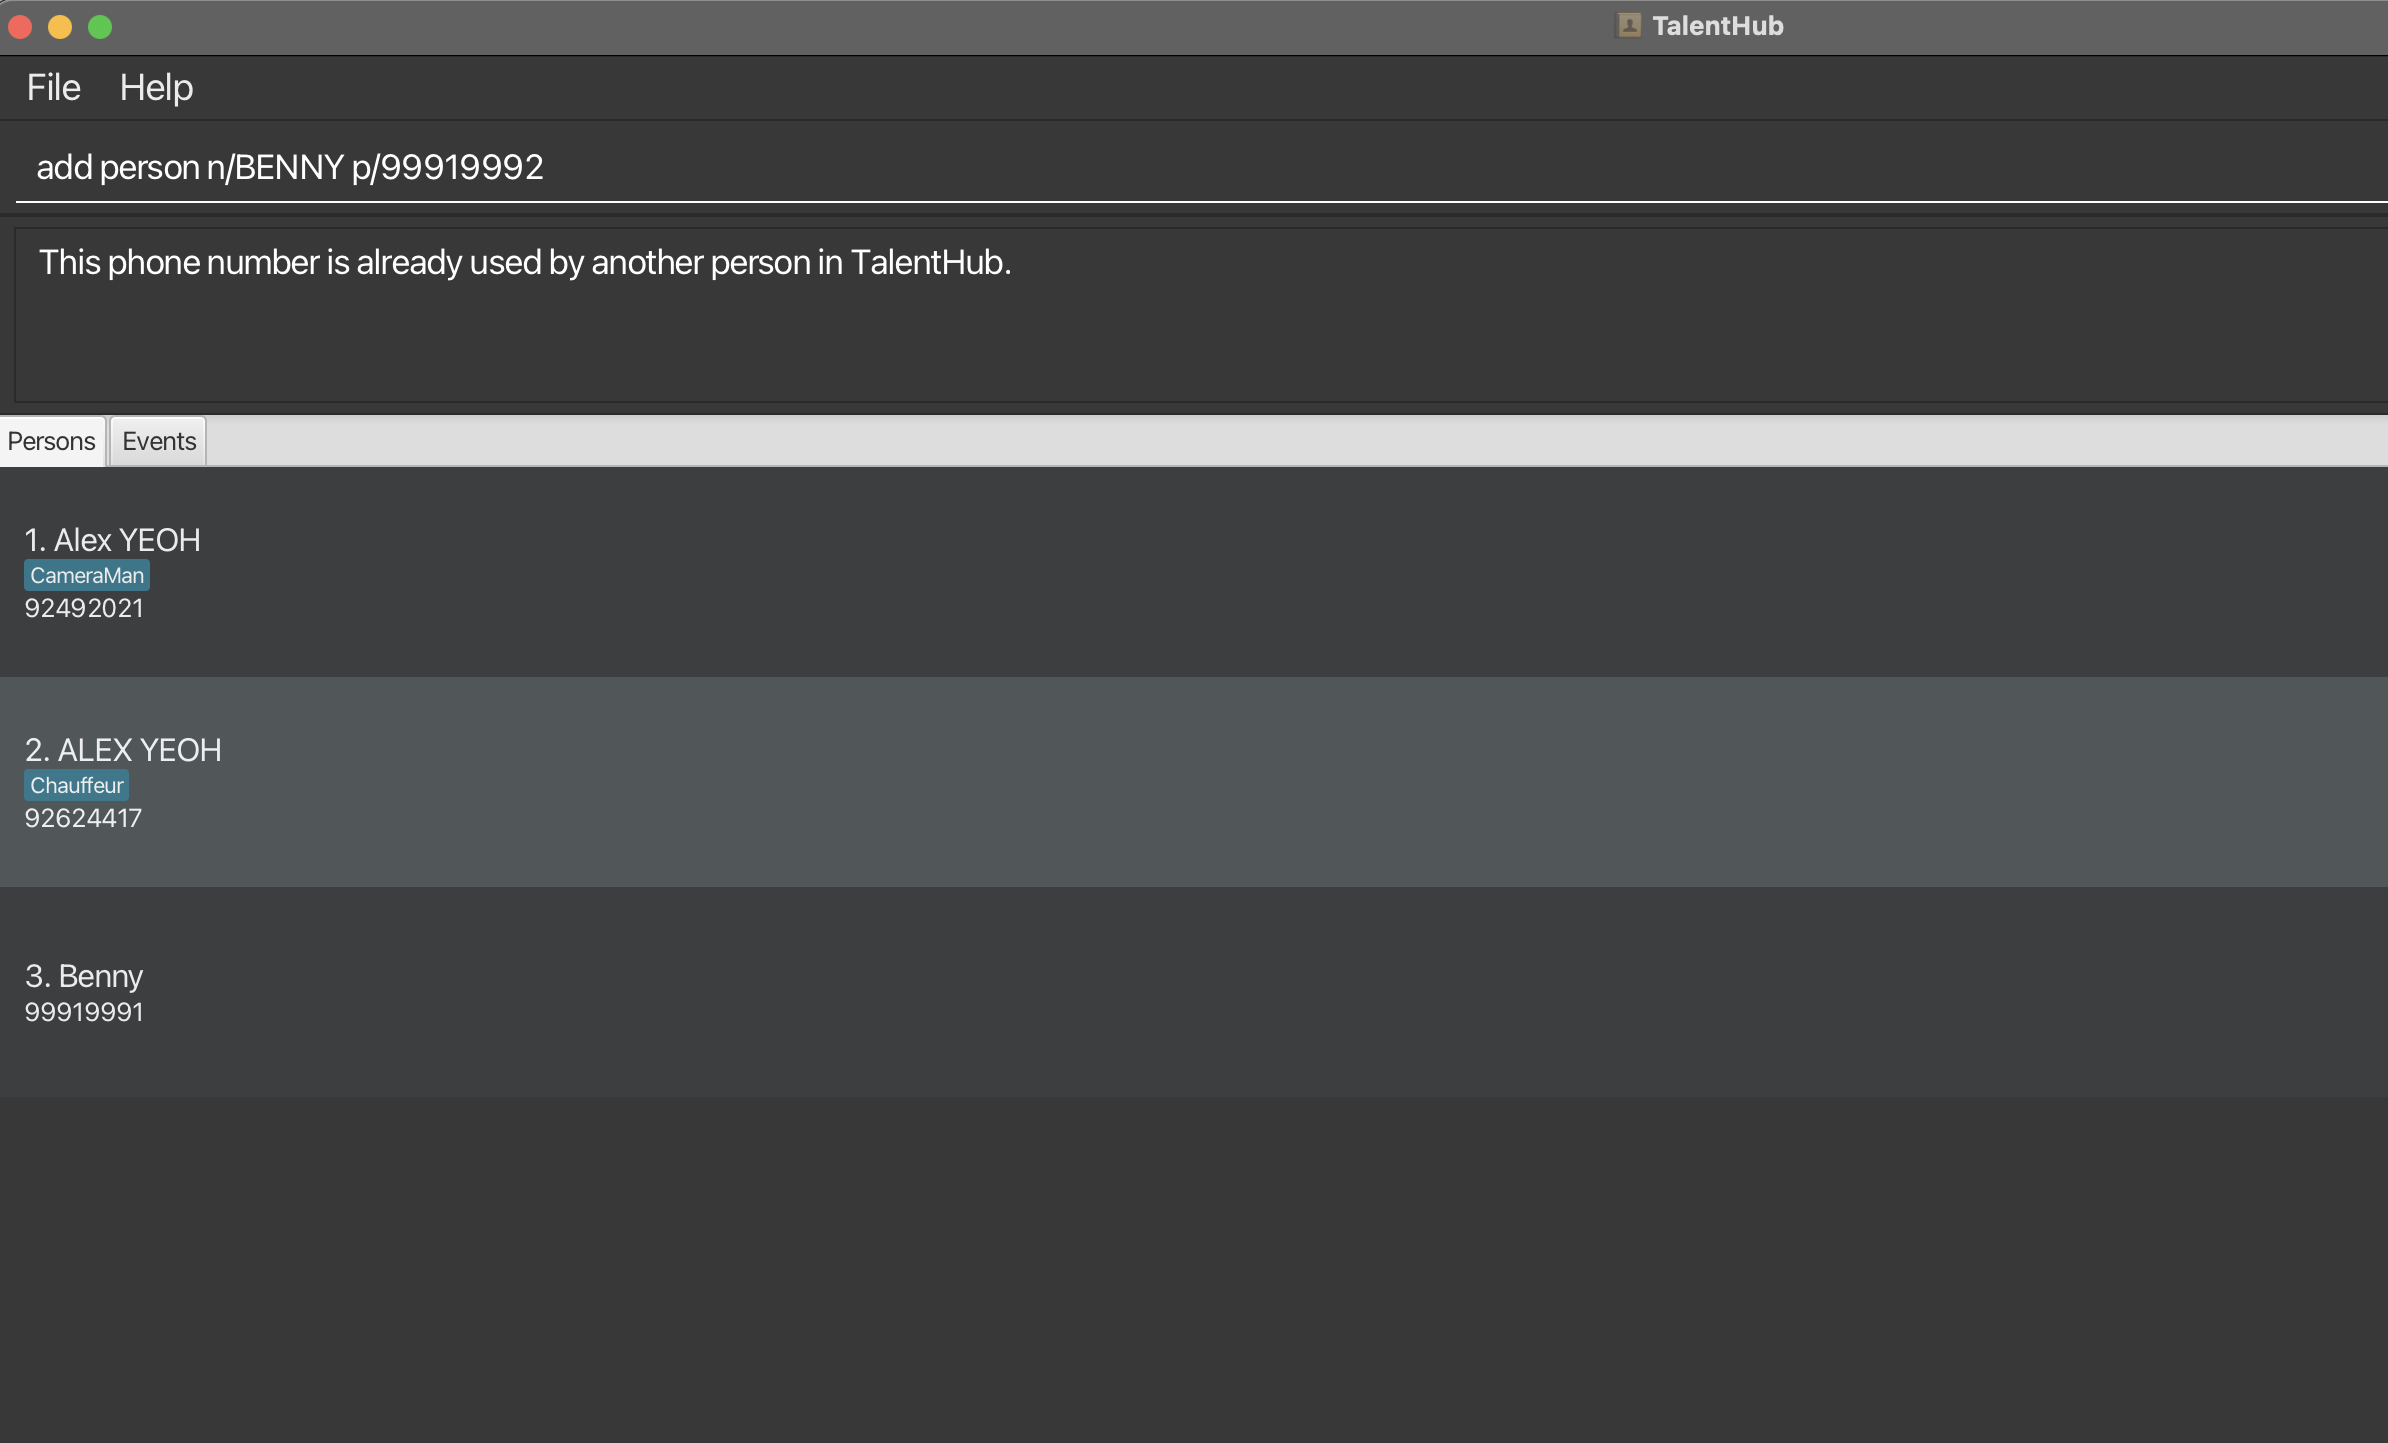 TalentHub
File Help
add person n/BENNY p/99919992
This phone number is already used by another person in TalentHub.
Persons Events
1. Alex YEOH
CameraMan
92492021
2. ALEX YEOH
Chauffeur
92624417
3. Benny
99919991